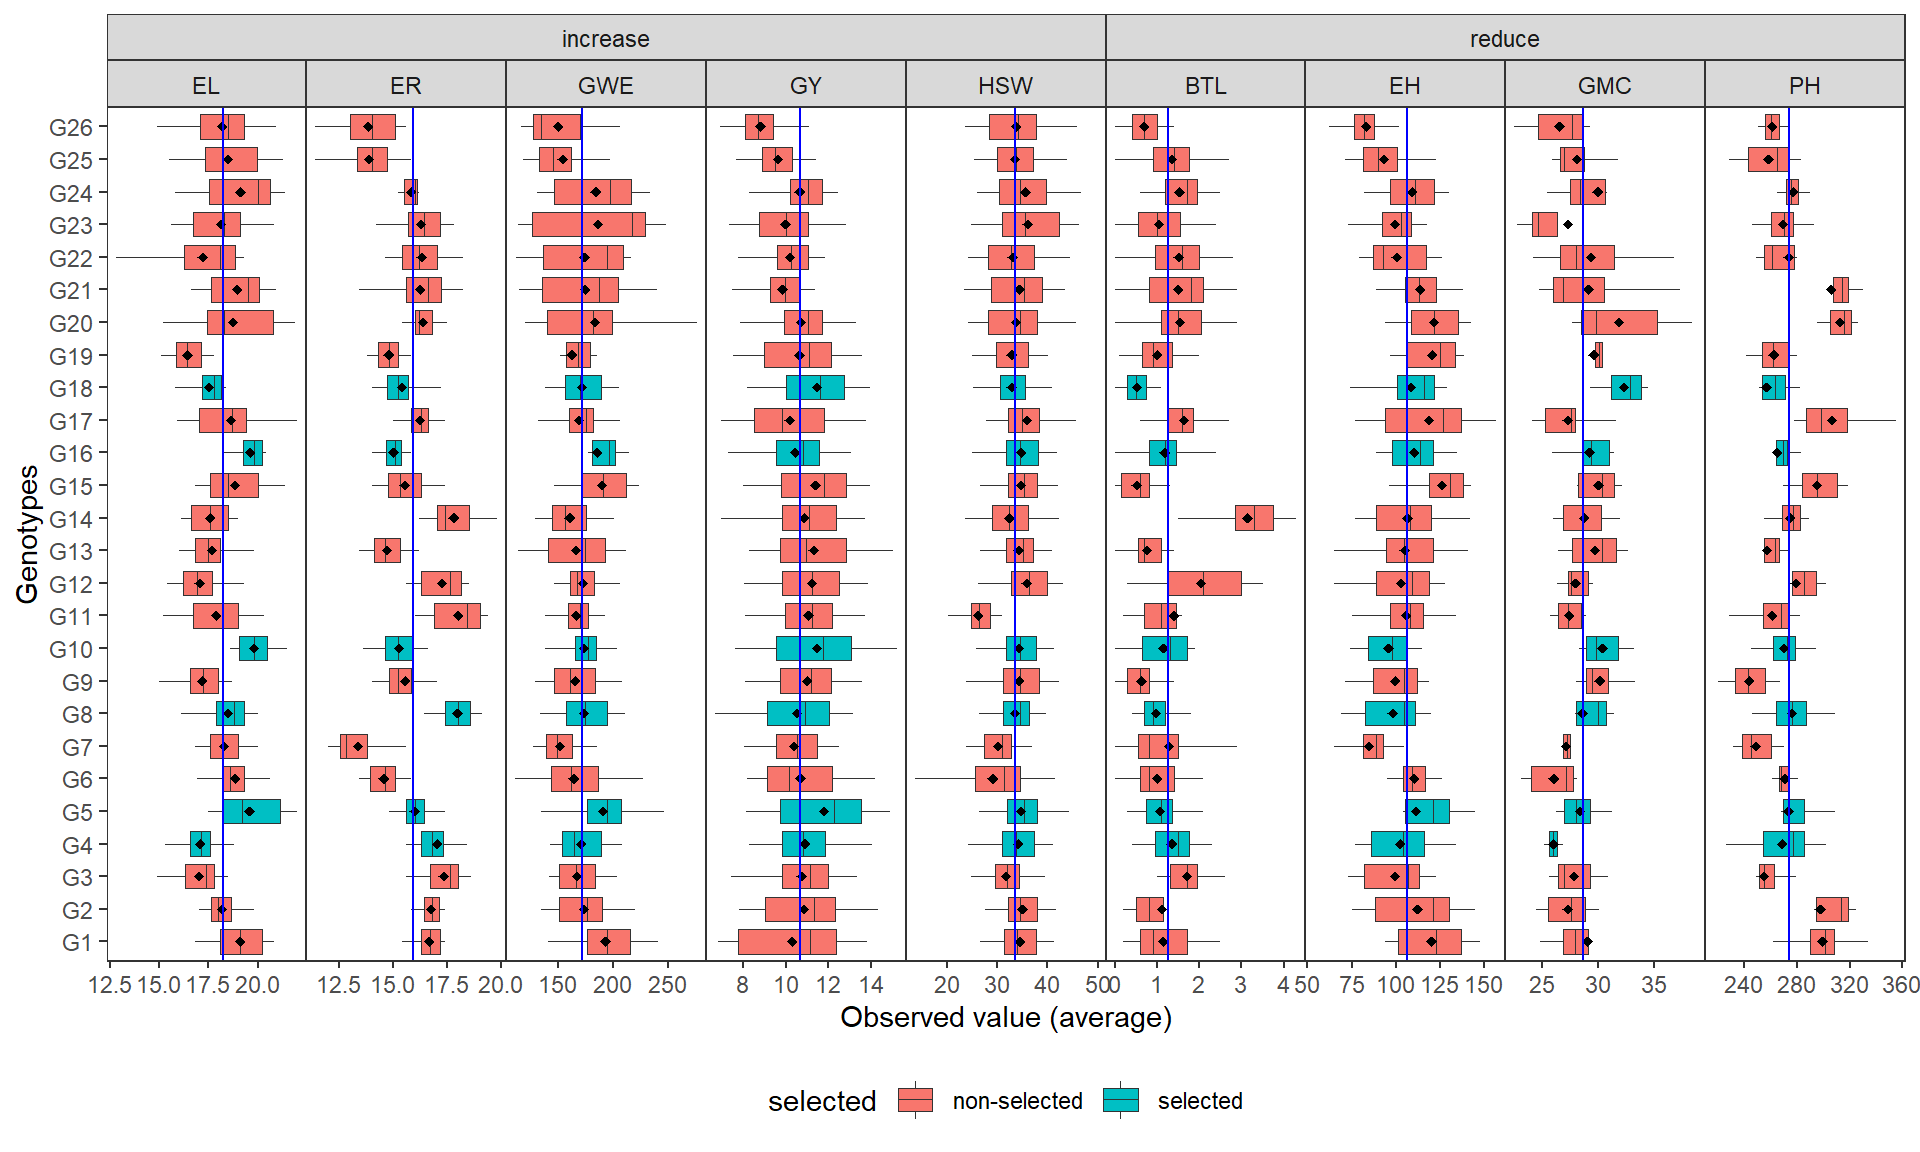 increase reduce
EL ER GWE GY HSW BTL EH GMC PH
Genotypes
G26
G25
G24
G23
G22
G21
G20
G19
G18
G17
G16
G15
G14
G13
G12
G11
G10
G9
G8
G7
G6
G5
G4
G3
G2
G1
12.5 15.0 17.5 20.0 12.5 15.0 17.5 20.0 150 200 250 8 10 12 14 20 30 40 50 0 1 2 3 4 50 75 100 125 150 25 30 35 240 280 320 360
Observed value (average)
selected non-selected selected